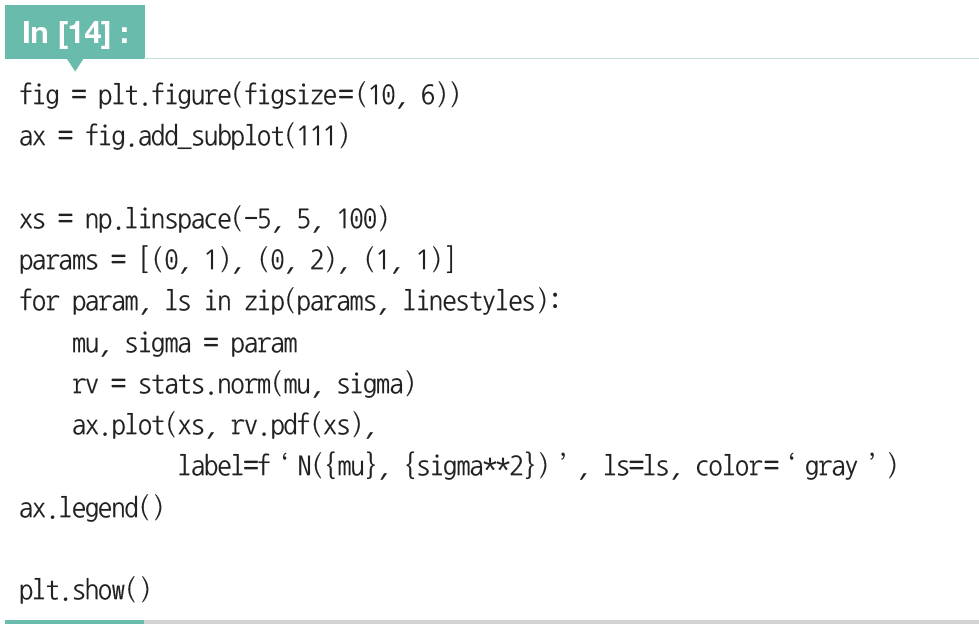 In [14] :
fig = plt.figure(figsize=(10, 6))
ax = fig.add_subplot(111)
xs = np.linspace(-5, 5, 100)
params = [(0, 1), (0, 2), (1, 1)]
for param, ls in zip(params, linestyles):
    mu, sigma = param
    rv = stats.norm(mu, sigma)
    ax.plot(xs, rv.pdf(xs),
            label=f ‘ N({mu}, {sigma**2}) ’ , ls=ls, color= ‘ gray ’ )
ax.legend()
plt.show()